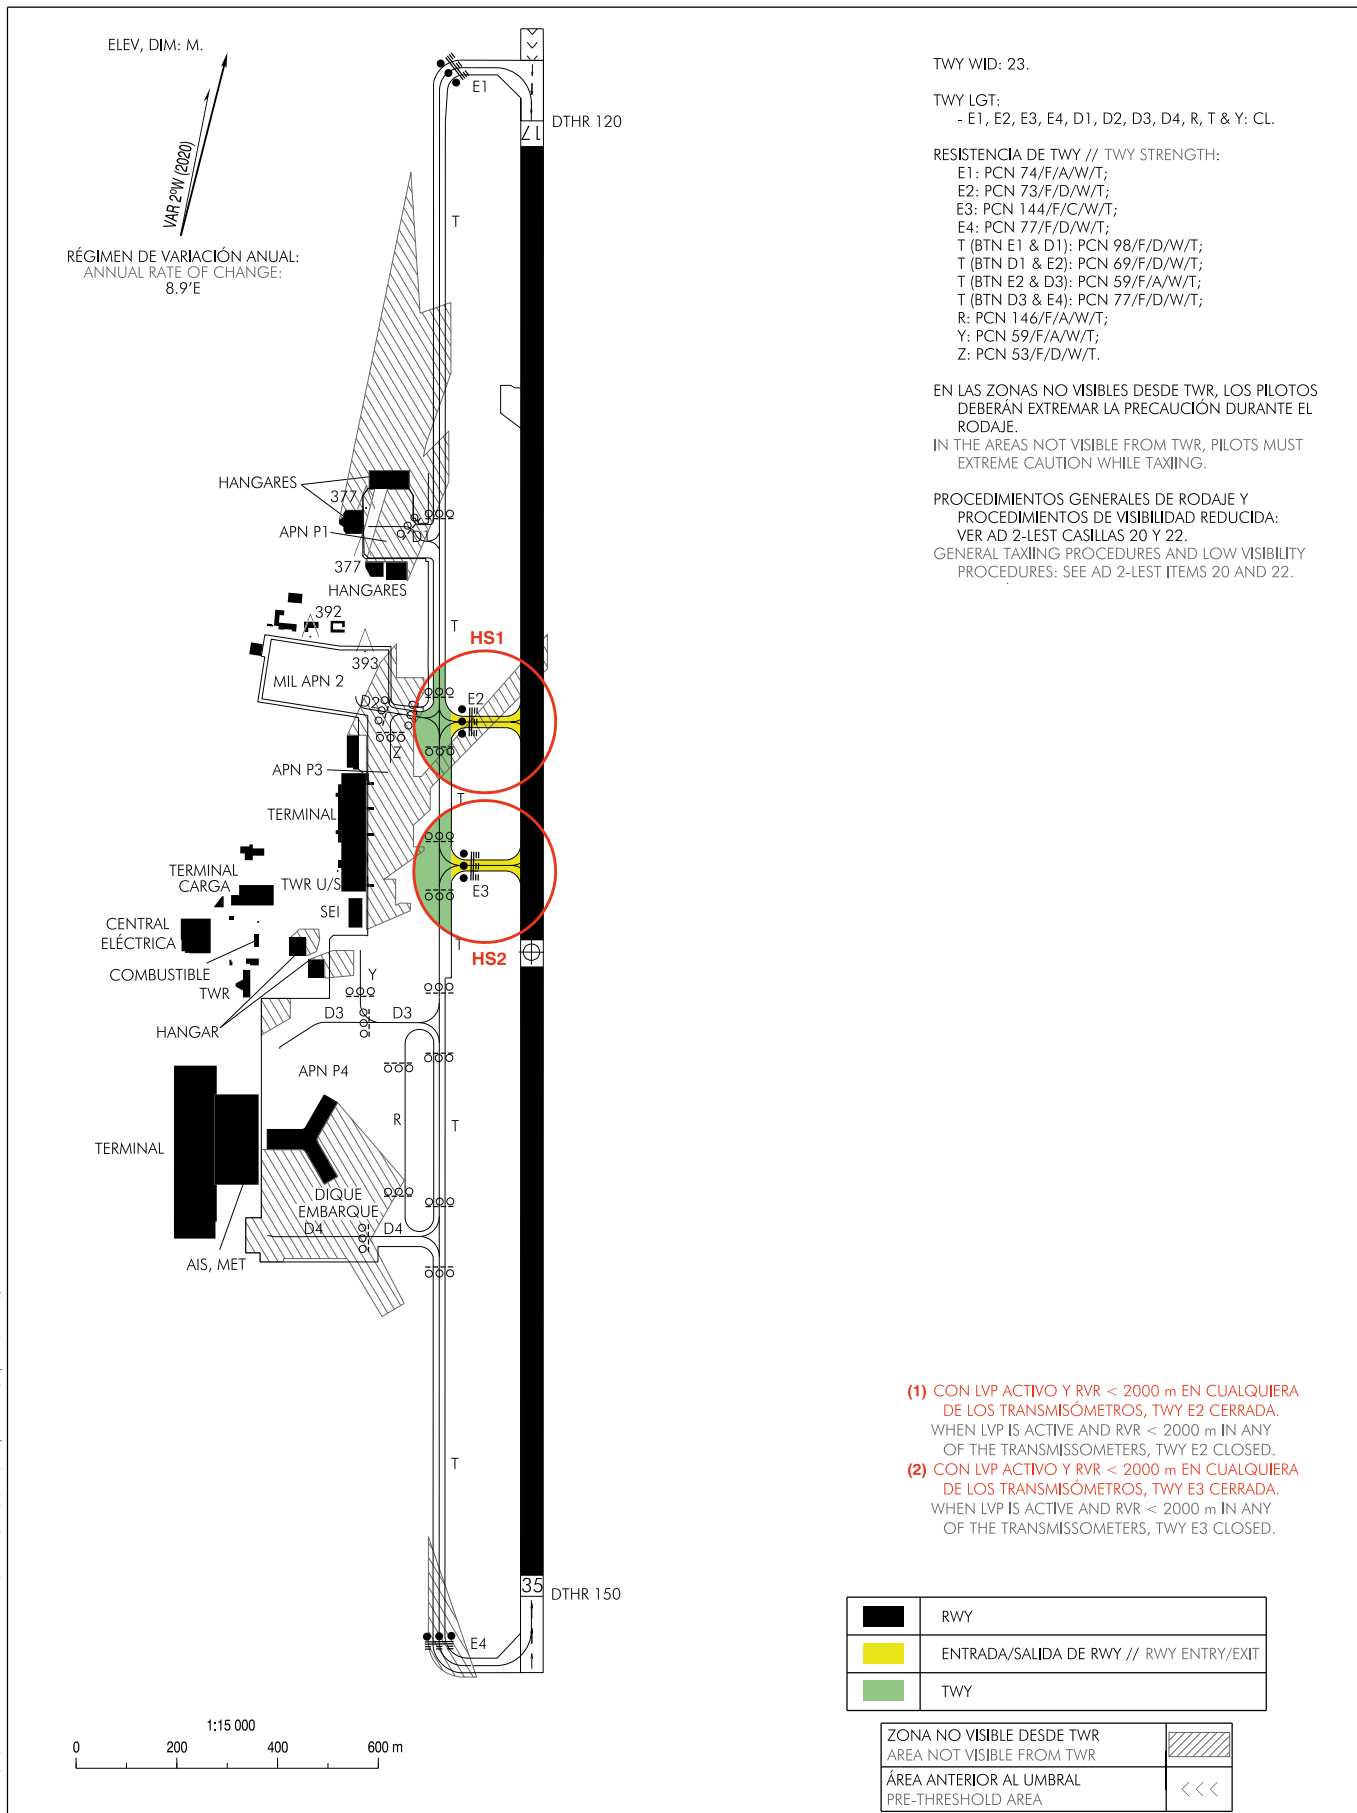 ELEV, DIM: M.
VAR 2ºW (2020)
RÉGIMEN DE VARIACIÓN ANUAL:
ANNUAL RATE OF CHANGE:
8.9'E
E1
17
DTHR 120
T
TWY WID: 23.
TWY LGT:
- E1, E2, E3, E4, D1, D2, D3, D4, R, T & Y: CL.
RESISTENCIA DE TWY // TWY STRENGTH:
E1: PCN 74/F/A/W/T;
E2: PCN 73/F/D/W/T;
E3: PCN 144/F/C/W/T;
E4: PCN 77/F/D/W/T;
T (BTN E1 & D1): PCN 98/F/D/W/T;
T (BTN D1 & E2): PCN 69/F/D/W/T;
T (BTN E2 & D3): PCN 59/F/A/W/T;
T (BTN D3 & E4): PCN 77/F/D/W/T;
R: PCN 146/F/A/W/T;
Y: PCN 59/F/A/W/T;
Z: PCN 53/F/D/W/T.
EN LAS ZONAS NO VISIBLES DESDE TWR, LOS PILOTOS
DEBERÁN EXTREMAR LA PRECAUCIÓN DURANTE EL
RODAJE.
IN THE AREAS NOT VISIBLE FROM TWR, PILOTS MUST
EXTREME CAUTION WHILE TAXIING.
PROCEDIMIENTOS GENERALES DE RODAJE Y
PROCEDIMIENTOS DE VISIBILIDAD REDUCIDA:
VER AD 2-LEST CASILLAS 20 Y 22.
GENERAL TAXIING PROCEDURES AND LOW VISIBILITY
PROCEDURES: SEE AD 2-LEST ITEMS 20 AND 22.
HANGARES
377
APN P1
D1
377
HANGARES
392
T
HS1
393
MIL APN 2
D2
E2
Z
APN P3
T
TERMINAL
TERMINAL
CARGA
TWR U/S
E3
SEI
CENTRAL
ELÉCTRICA
T
HS2
COMBUSTIBLE
Y
TWR
D3
D3
HANGAR
APN P4
R
T
TERMINAL
DIQUE
EMBARQUE
D4
D4
AIS, MET
T
35
DTHR 150
E4
(1) CON LVP ACTIVO Y RVR < 2000 m EN CUALQUIERA
DE LOS TRANSMISÓMETROS, TWY E2 CERRADA.
WHEN LVP IS ACTIVE AND RVR < 2000 m IN ANY
OF THE TRANSMISSOMETERS, TWY E2 CLOSED.
(2) CON LVP ACTIVO Y RVR < 2000 m EN CUALQUIERA
DE LOS TRANSMISÓMETROS, TWY E3 CERRADA.
WHEN LVP IS ACTIVE AND RVR < 2000 m IN ANY
OF THE TRANSMISSOMETERS, TWY E3 CLOSED.
RWY
ENTRADA/SALIDA DE RWY // RWY ENTRY/EXIT
TWY
ZONA NO VISIBLE DESDE TWR
AREA NOT VISIBLE FROM TWR
ÁREA ANTERIOR AL UMBRAL
PRE-THRESHOLD AREA
1:15 000
0 200 400 600 m